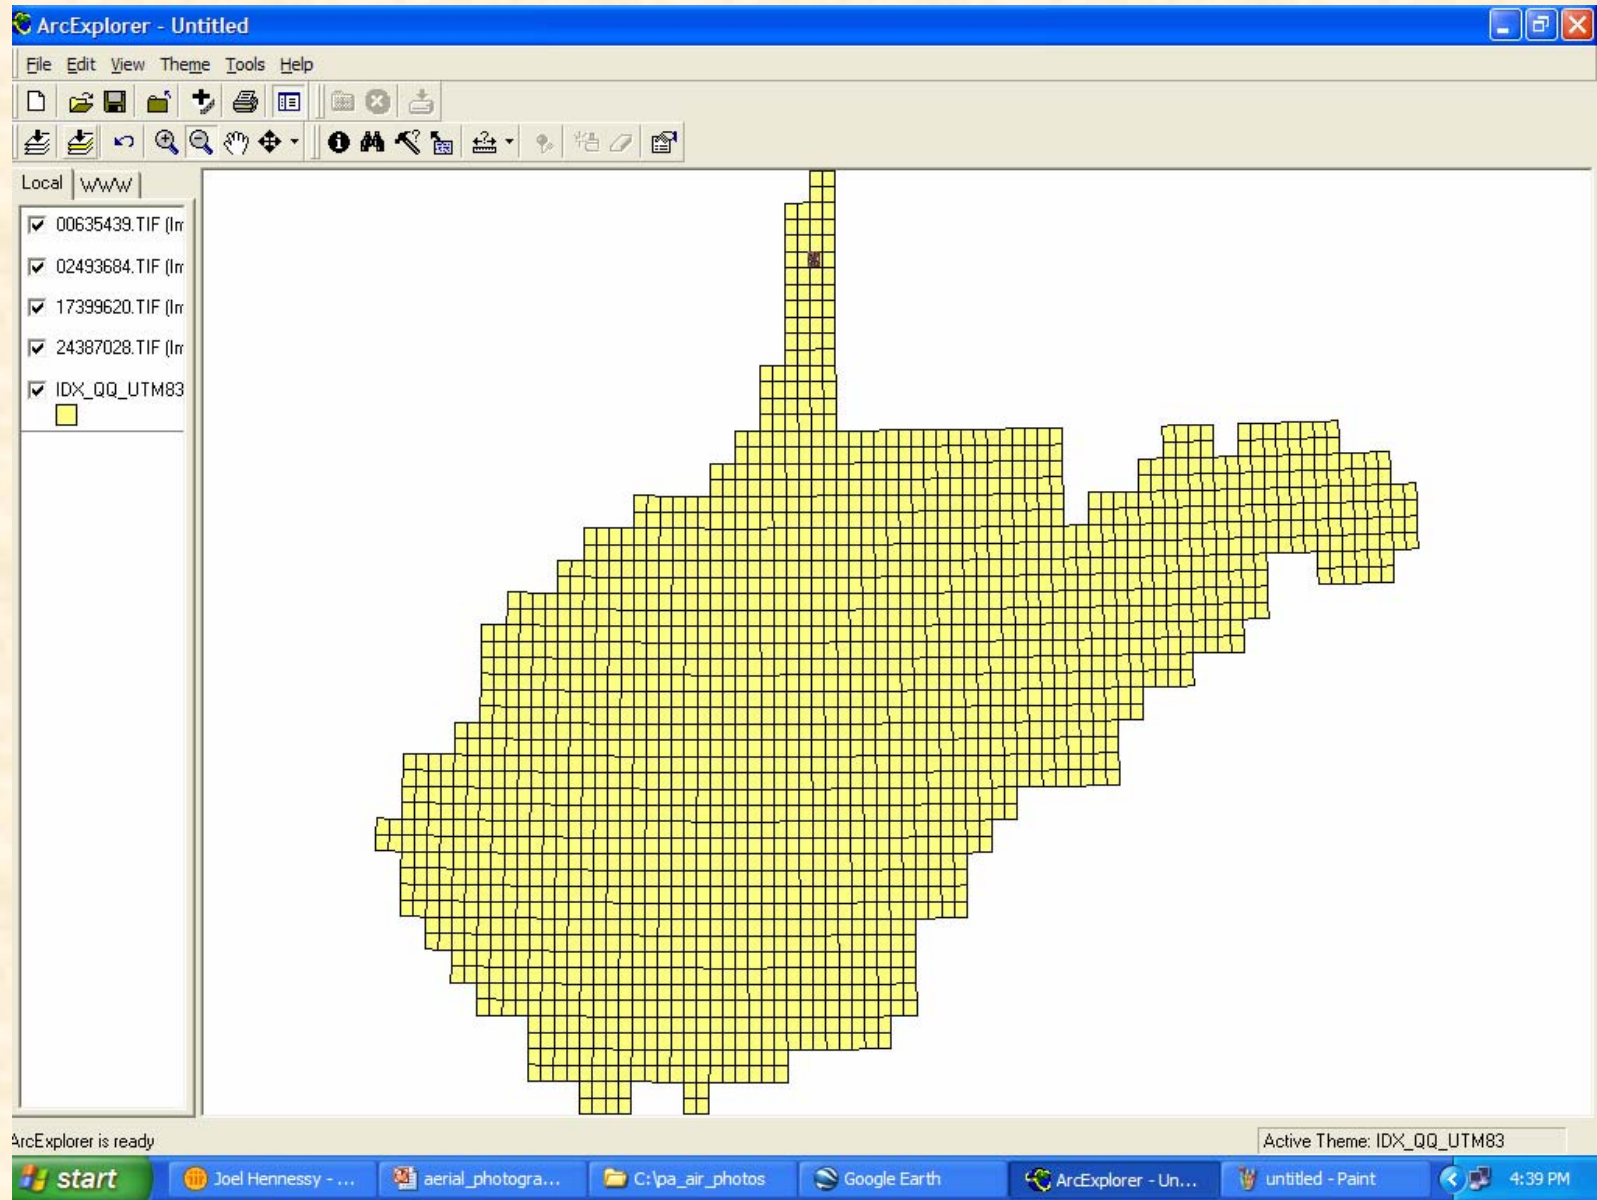 ArcExplorer - Untitled
File Edit View Theme Tools Help
Local WWW
00635439.TIF (Im
02493684.TIF (Im
17399620.TIF (Im
24387028.TIF (Im
IDX_QQ_UTM83
ArcExplorer is ready
Active Theme: IDX_QQ_UTM83
start Joel Hennessy - ... aerial_photogra... C:\pa_air_photos Google Earth ArcExplorer - Un... untitled - Paint 4:39 PM